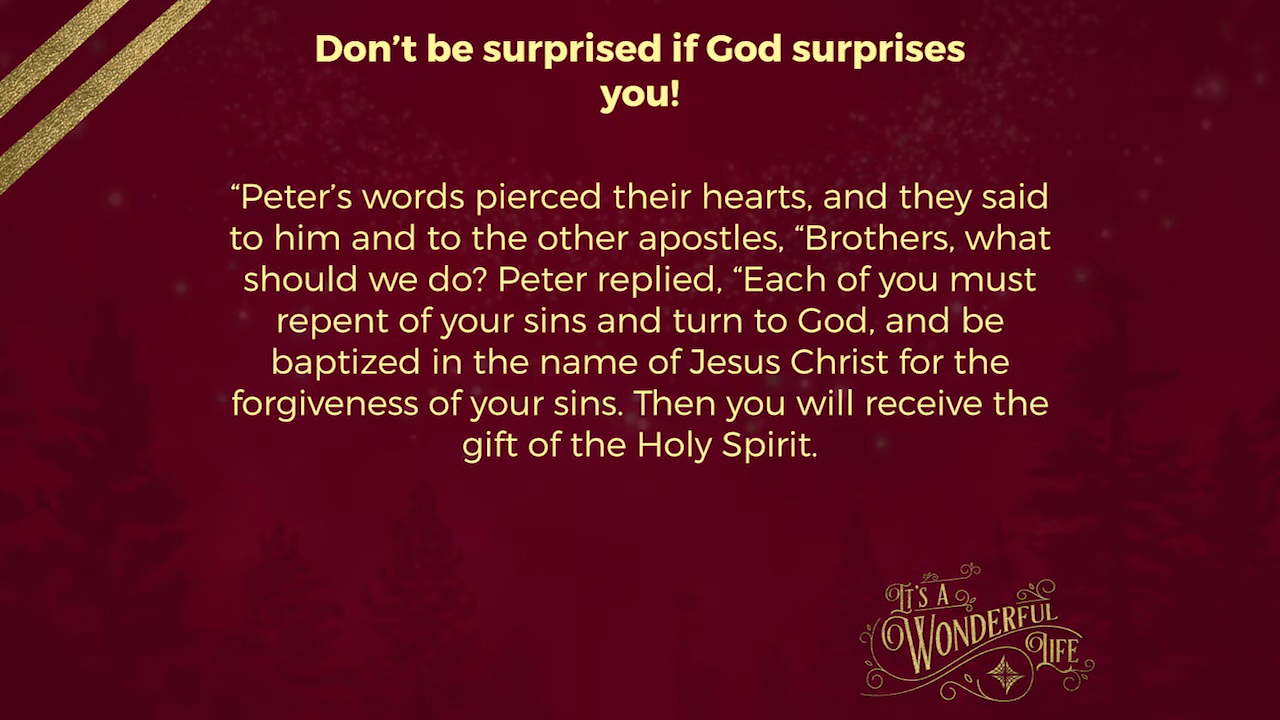 Don’t be surprised if God surprises
you!
“Peter’s words pierced their hearts, and they said
to him and to the other apostles, “Brothers, what
should we do? Peter replied, “Each of you must
repent of your sins and turn to God, and be
baptized in the name of Jesus Christ for the
forgiveness of your sins. Then you will receive the
gift of the Holy Spirit.
IT'S A
WONDERFUL
LIFE